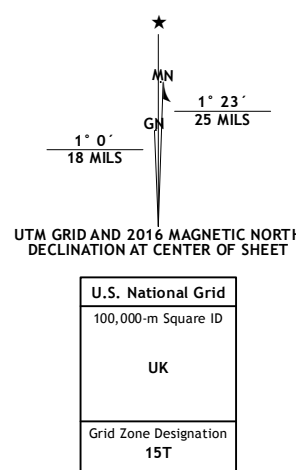 ★
MN
1° 23´
25 MILS
GN
1° 0´
18 MILS
UTM GRID AND 2016 MAGNETIC NORTH
DECLINATION AT CENTER OF SHEET
U.S. National Grid
100,000-m Square ID
UK
Grid Zone Designation
15T